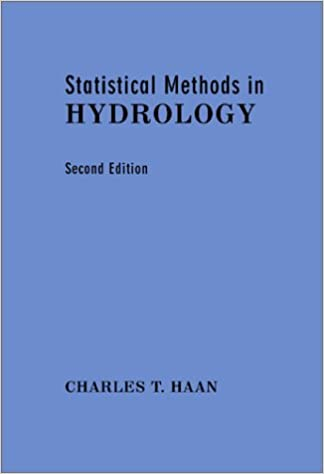 Statistical Methods in
HYDROLOGY
Second Edition
CHARLES T. HAAN